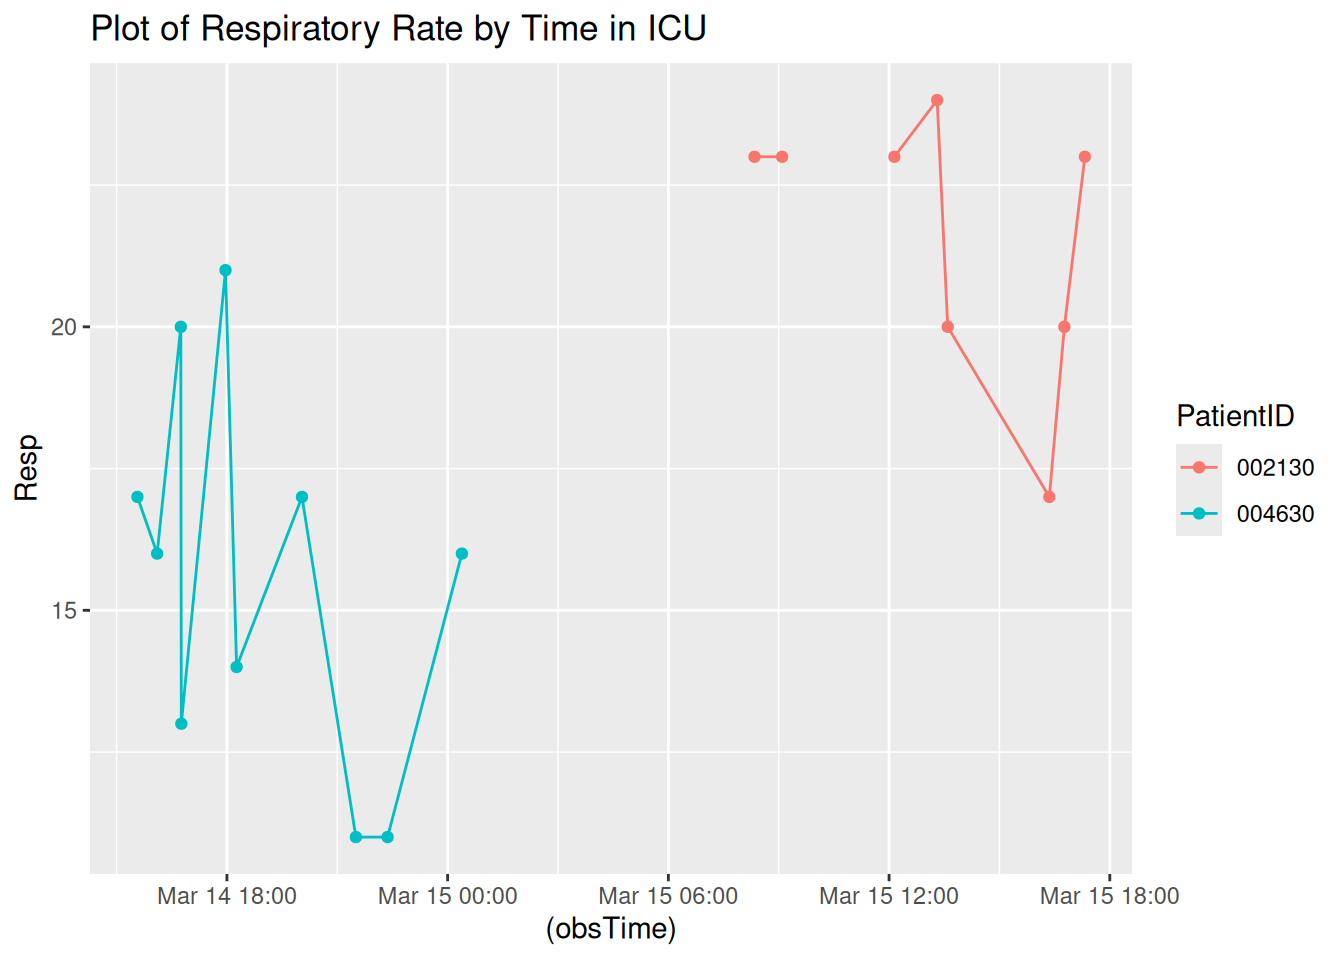 Plot of Respiratory Rate by Time in ICU
Resp
20
15
Mar 14 18:00
Mar 15 00:00
Mar 15 06:00
Mar 15 12:00
Mar 15 18:00
(obsTime)
PatientID
002130
004630